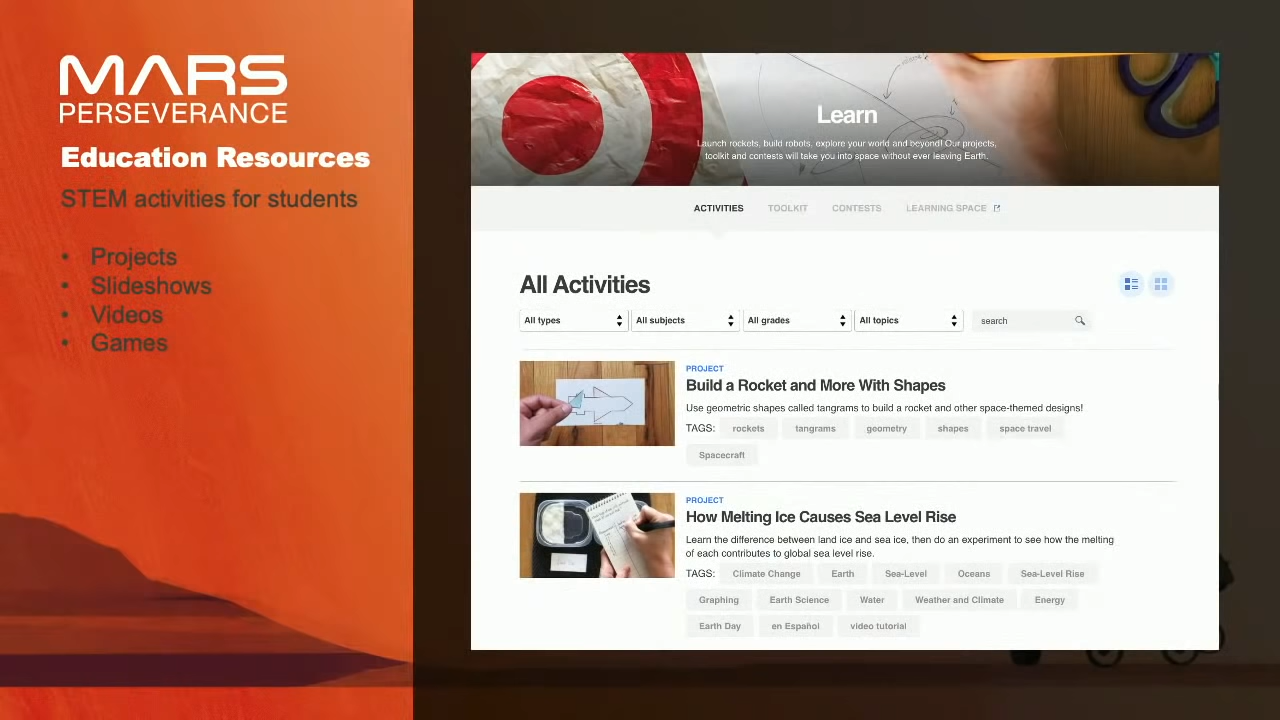 MARS
PERSEVERANCE
Education Resources
STEM activities for students
• Projects
• Slideshows
• Videos
• Games
Learn
Launch rockets, build robots, explore your world and beyond! Our projects,
toolkit and contests will take you into space without ever leaving Earth.
ACTIVITIES TOOLKIT CONTESTS LEARNING SPACE
All Activities
All types All subjects All grades All topics search
PROJECT
Build a Rocket and More With Shapes
Use geometric shapes called tangrams to build a rocket and other space-themed designs!
TAGS: rockets tangrams geometry shapes space travel
Spacecraft
PROJECT
How Melting Ice Causes Sea Level Rise
Learn the difference between land ice and sea ice, then do an experiment to see how the melting
of each contributes to global sea level rise.
TAGS: Climate Change Earth Sea-Level Oceans Sea-Level Rise
Graphing Earth Science Water Weather and Climate Energy
Earth Day en Español video tutorial